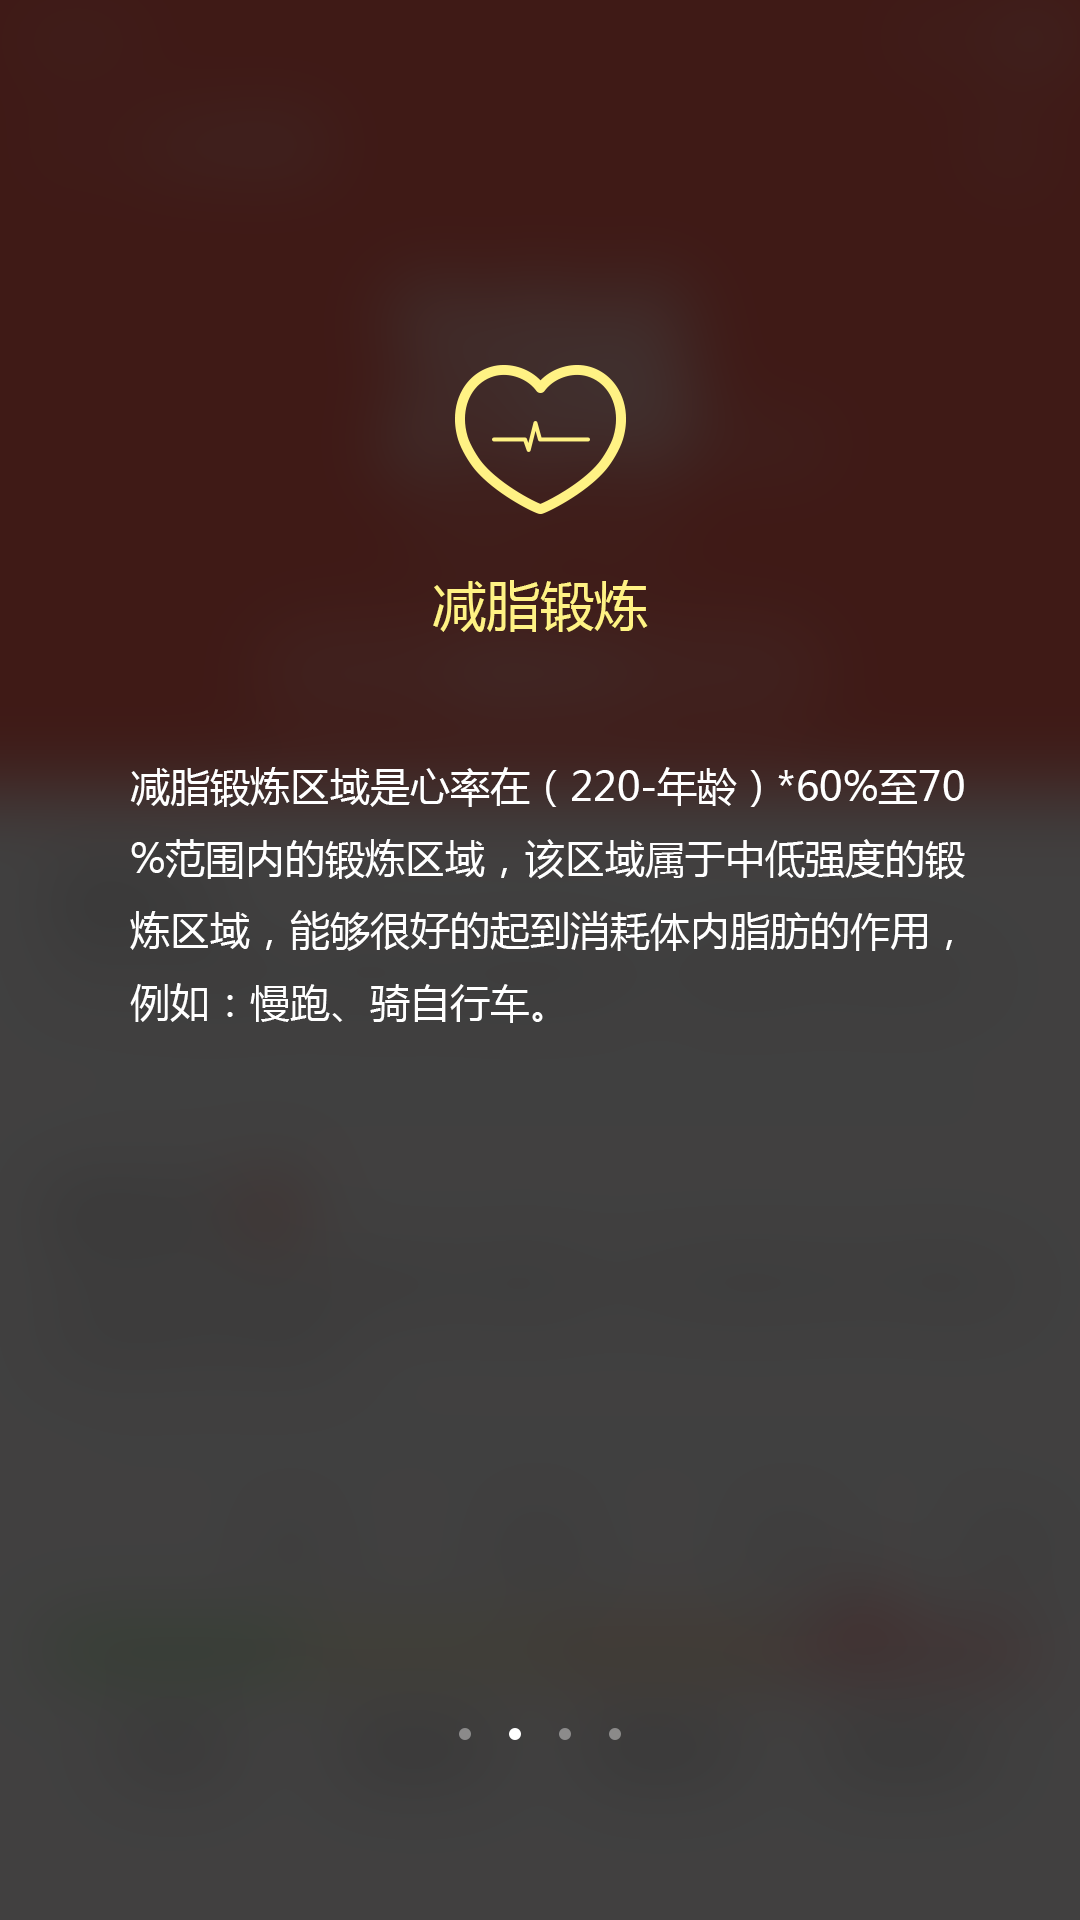 减脂锻炼
减脂锻炼区域是心率在（220-年龄）*60%至70
%范围内的锻炼区域，该区域属于中低强度的锻
炼区域，能够很好的起到消耗体内脂肪的作用，
例如：慢跑、骑自行车。